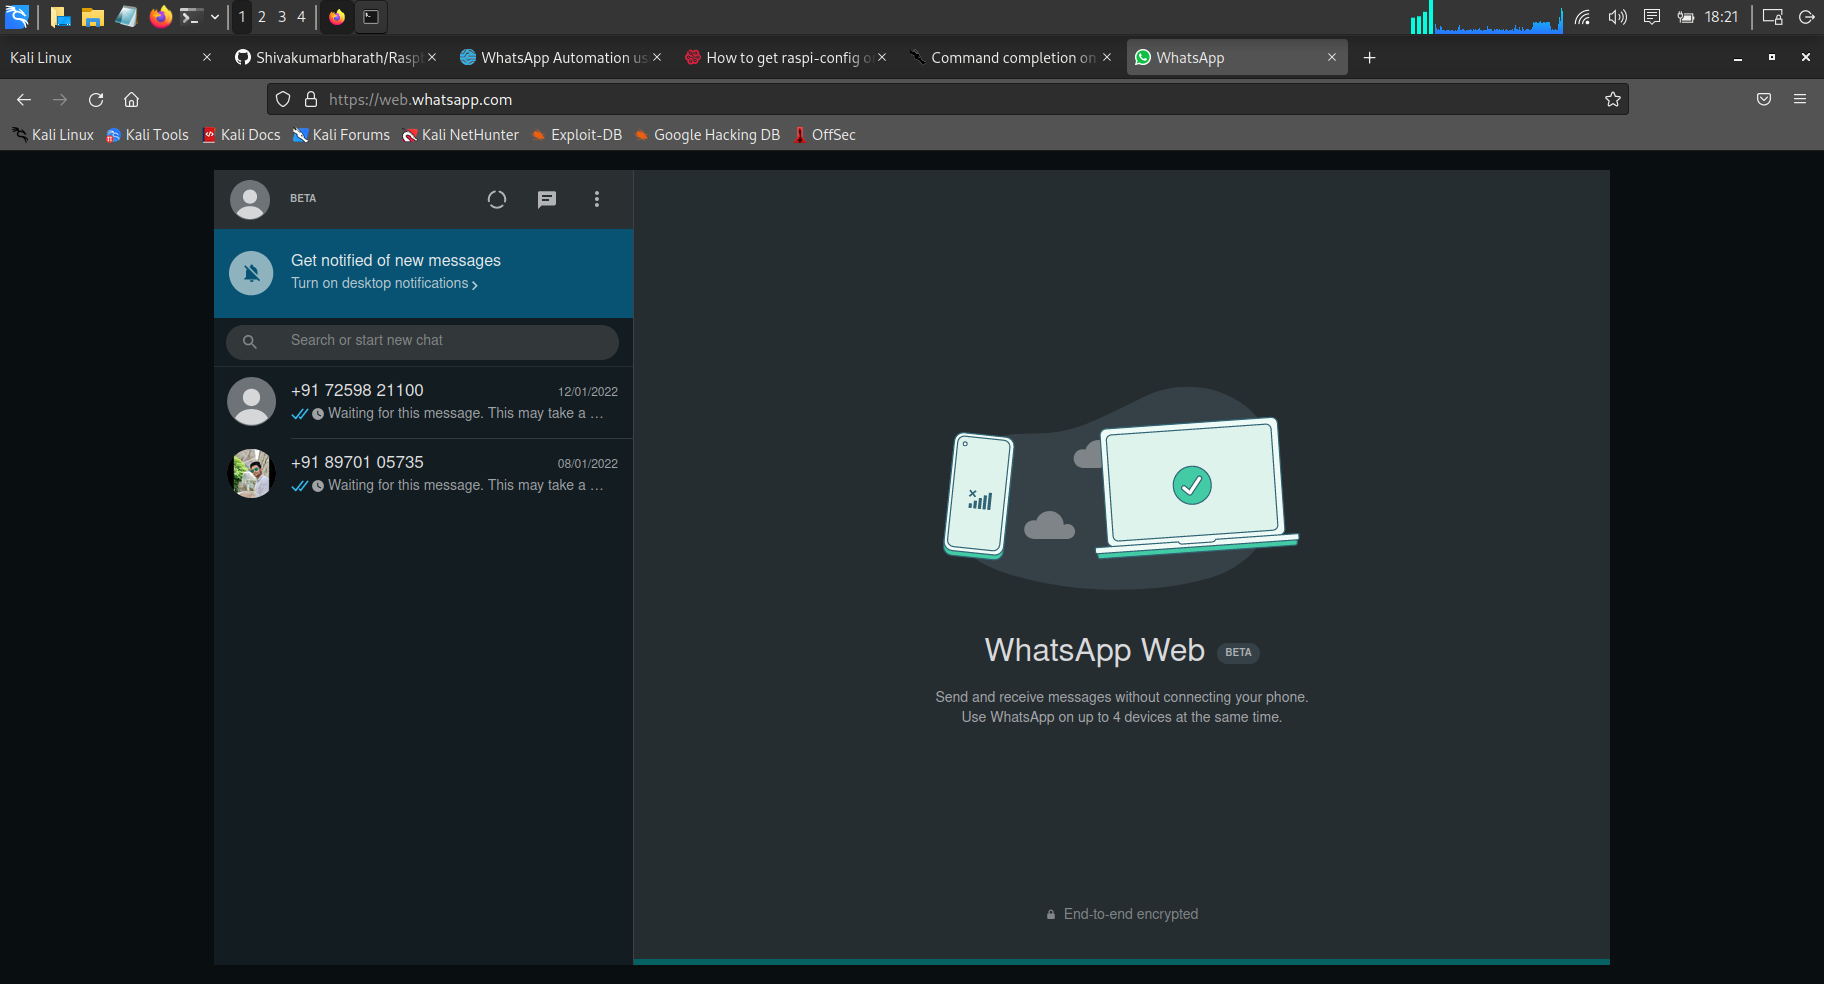 1 2 3 4 18:21
Kali Linux Shivakumarbharath/Rasp WhatsApp Automation us How to get raspi-config o Command completion on WhatsApp
https://web.whatsapp.com
Kali Linux Kali Tools Kali Docs Kali Forums Kali NetHunter Exploit-DB Google Hacking DB OffSec
BETA
Get notified of new messages
Turn on desktop notifications
Search or start new chat
+91 72598 21100 12/01/2022
Waiting for this message. This may take a …
+91 89701 05735 08/01/2022
Waiting for this message. This may take a …
WhatsApp Web BETA
Send and receive messages without connecting your phone.
Use WhatsApp on up to 4 devices at the same time.
End-to-end encrypted